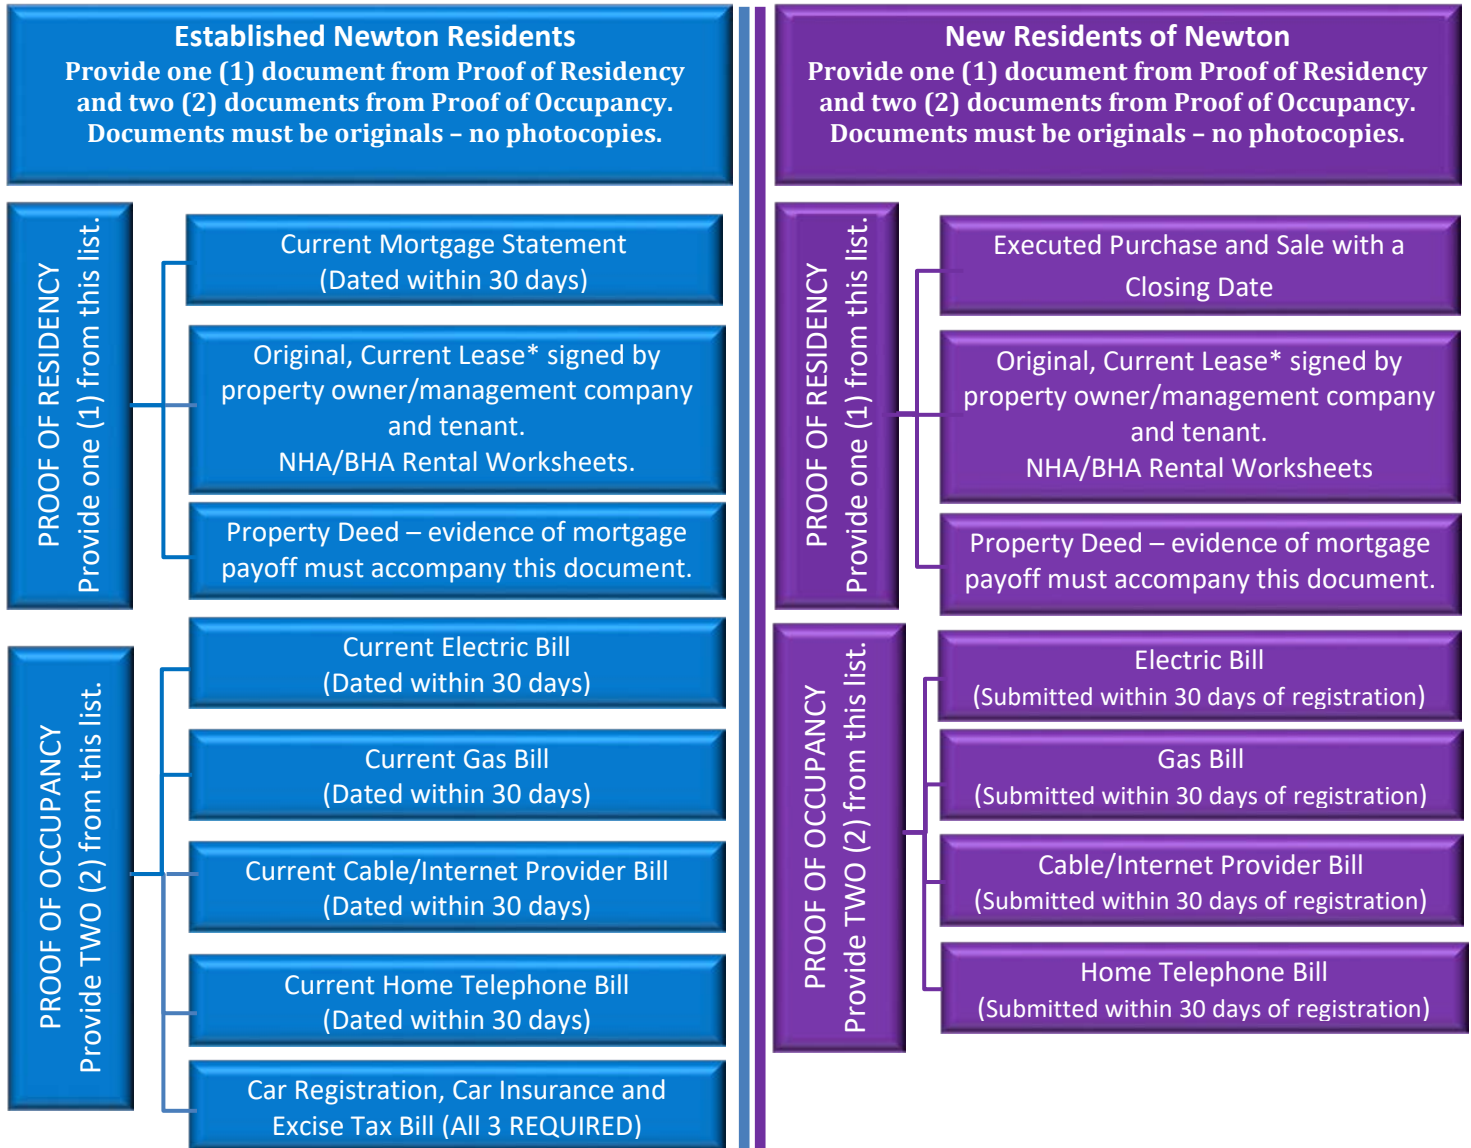 Established Newton Residents
Provide one (1) document from Proof of Residency
and two (2) documents from Proof of Occupancy.
Documents must be originals – no photocopies.
PROOF OF RESIDENCY
Provide one (1) from this list.
Current Mortgage Statement
(Dated within 30 days)
Original, Current Lease* signed by
property owner/management company
and tenant.
NHA/BHA Rental Worksheets.
Property Deed – evidence of mortgage
payoff must accompany this document.
PROOF OF OCCUPANCY
Provide TWO (2) from this list.
Current Electric Bill
(Dated within 30 days)
Current Gas Bill
(Dated within 30 days)
Current Cable/Internet Provider Bill
(Dated within 30 days)
Current Home Telephone Bill
(Dated within 30 days)
Car Registration, Car Insurance and
Excise Tax Bill (All 3 REQUIRED)
New Residents of Newton
Provide one (1) document from Proof of Residency
and two (2) documents from Proof of Occupancy.
Documents must be originals – no photocopies.
PROOF OF RESIDENCY
Provide one (1) from this list.
Executed Purchase and Sale with a
Closing Date
Original, Current Lease* signed by
property owner/management company
and tenant.
NHA/BHA Rental Worksheets
Property Deed – evidence of mortgage
payoff must accompany this document.
PROOF OF OCCUPANCY
Provide TWO (2) from this list.
Electric Bill
(Submitted within 30 days of registration)
Gas Bill
(Submitted within 30 days of registration)
Cable/Internet Provider Bill
(Submitted within 30 days of registration)
Home Telephone Bill
(Submitted within 30 days of registration)